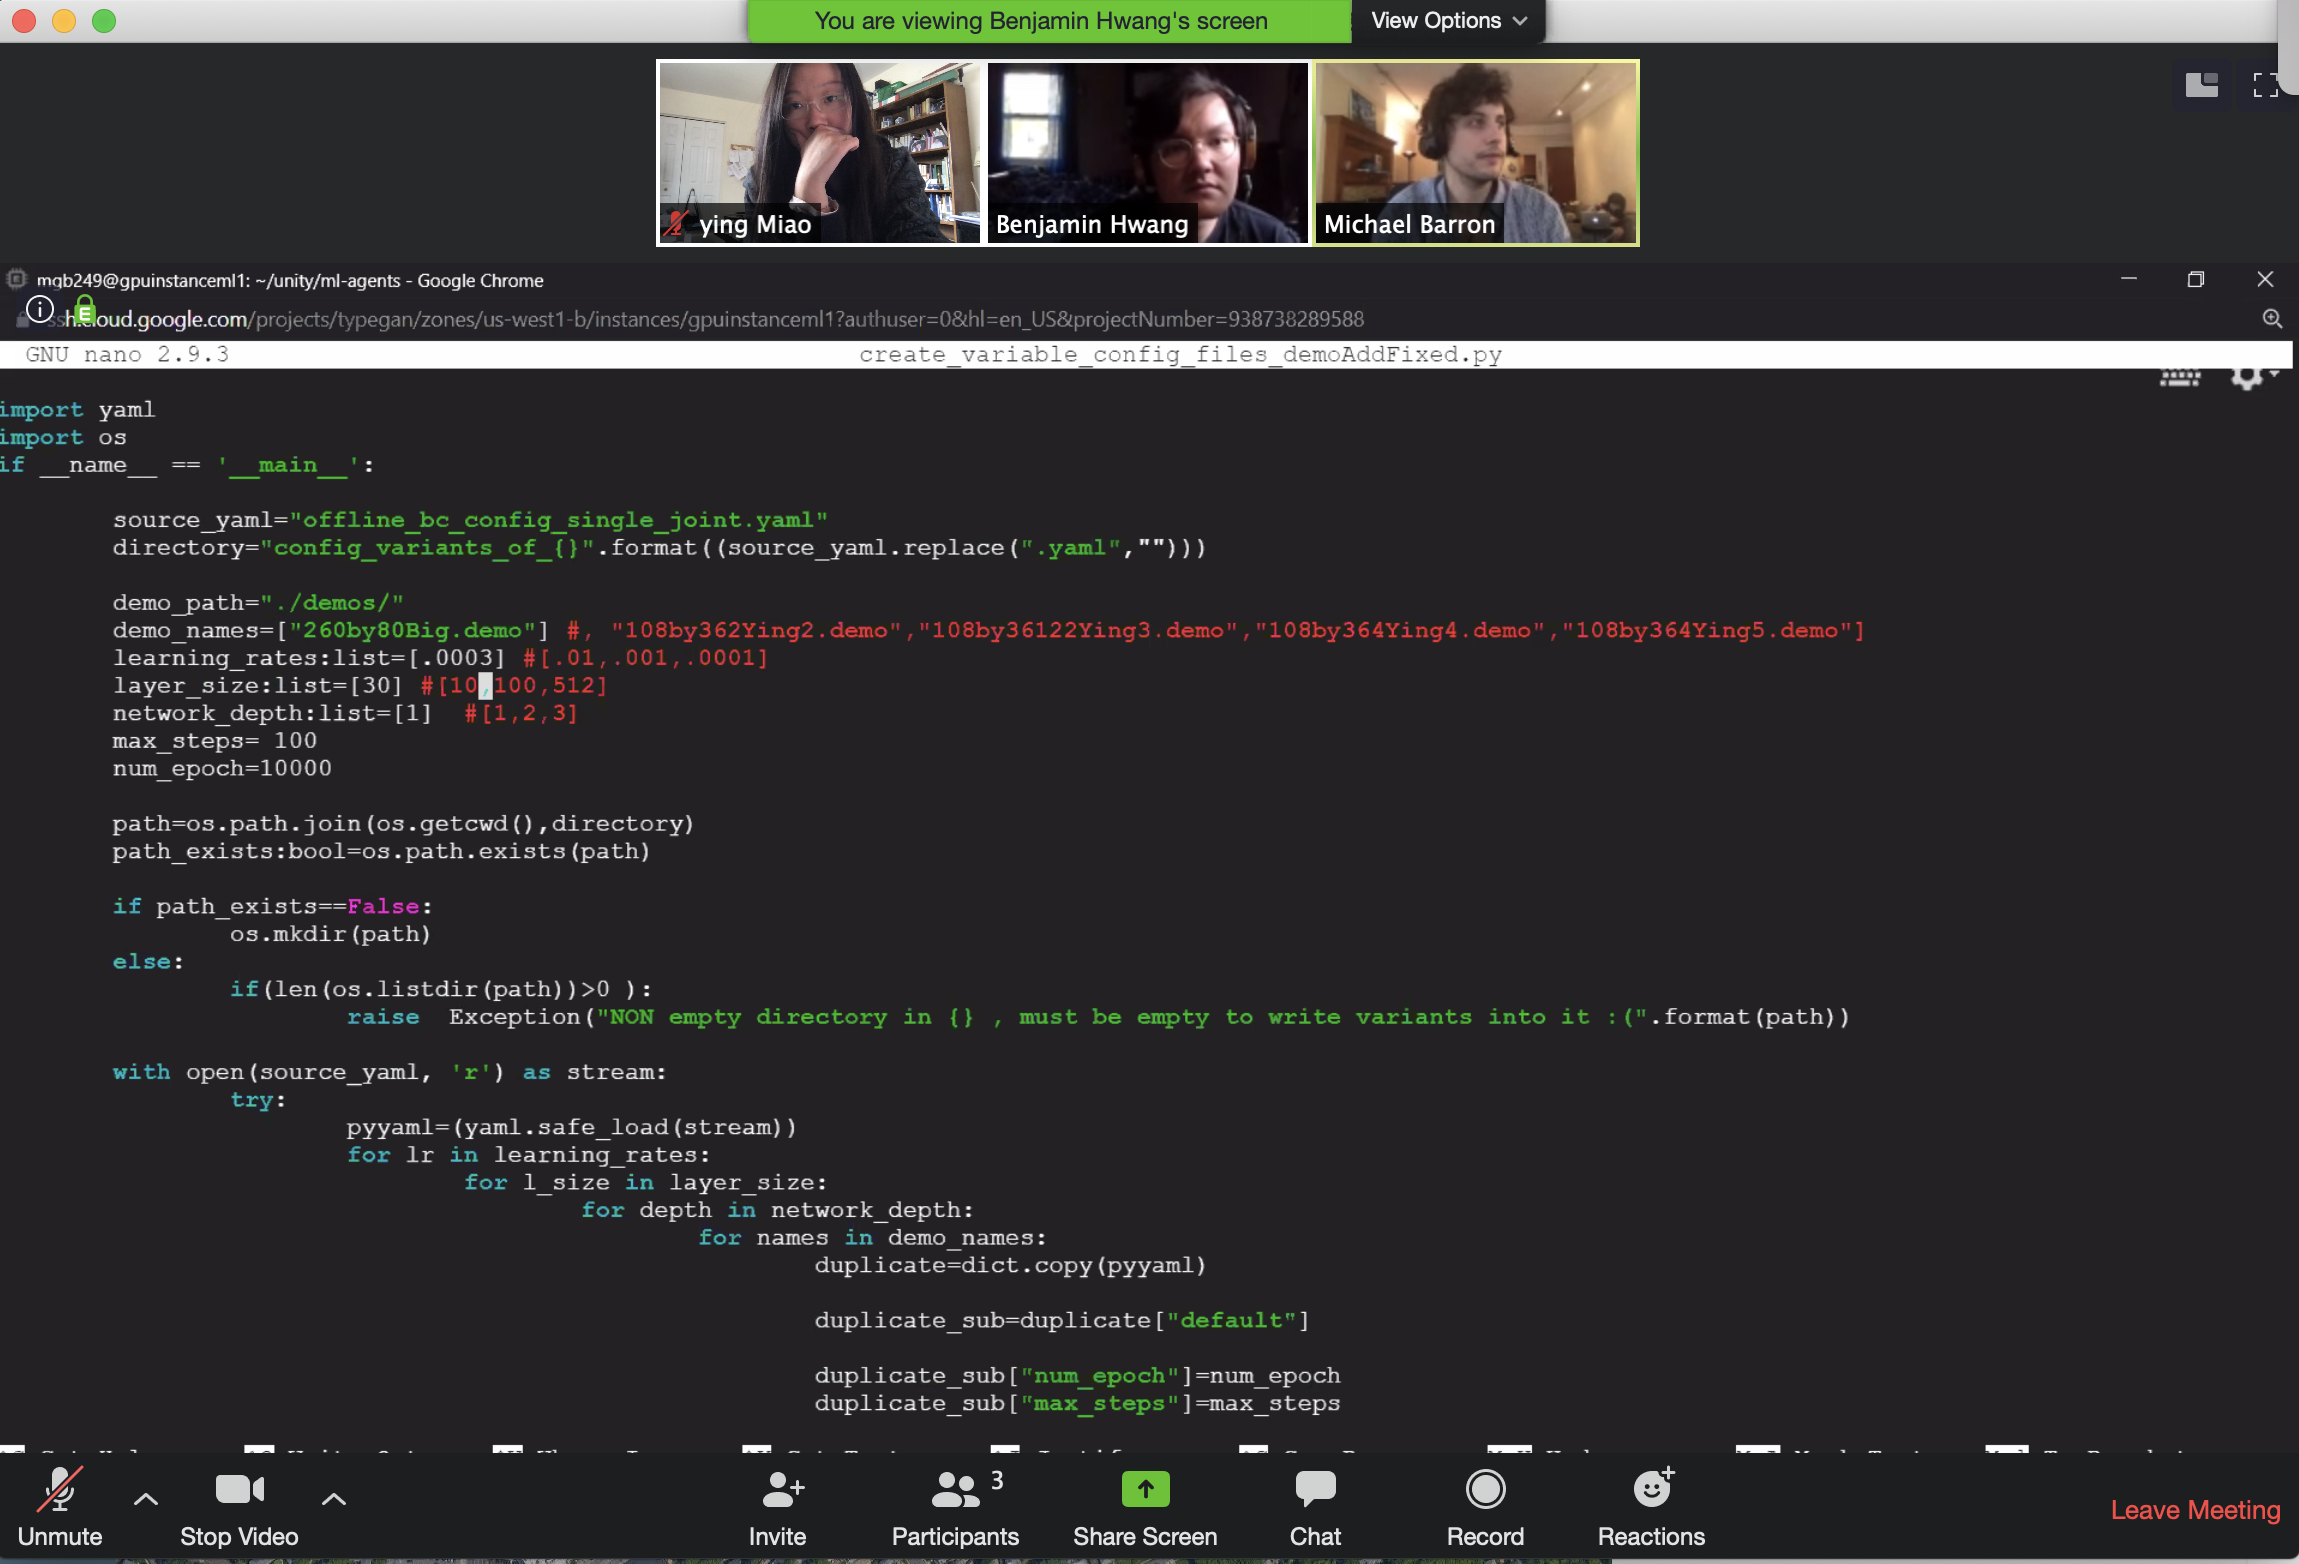 You are viewing Benjamin Hwang's screen
View Options
ying Miao
Benjamin Hwang
Michael Barron
mgb249@gpuinstanceml1: ~/unity/ml-agents - Google Chrome
cloud.google.com/projects/typegan/zones/us-west1-b/instances/gpuinstanceml1?authuser=0&hl=en_US&projectNumber=938738289588
GNU nano 2.9.3 create_variable_config_files_demoAddFixed.py
import yaml
import os
if __name__ == '__main__':
source_yaml="offline_bc_config_single_joint.yaml"
directory="config_variants_of_{}".format((source_yaml.replace(".yaml","")))
demo_path="./demos/"
demo_names=["260by80Big.demo"] #, "108by362Ying2.demo","108by36122Ying3.demo","108by364Ying4.demo","108by364Ying5.demo"]
learning_rates:list=[.0003] #[.01,.001,.0001]
layer_size:list=[30] #[10,100,512]
network_depth:list=[1]  #[1,2,3]
max_steps= 100
num_epoch=10000
path=os.path.join(os.getcwd(),directory)
path_exists:bool=os.path.exists(path)
if path_exists==False:
os.mkdir(path)
else:
if(len(os.listdir(path))>0 ):
raise  Exception("NON empty directory in {} , must be empty to write variants into it :(".format(path))
with open(source_yaml, 'r') as stream:
try:
pyyaml=(yaml.safe_load(stream))
for lr in learning_rates:
for l_size in layer_size:
for depth in network_depth:
for names in demo_names:
duplicate=dict.copy(pyyaml)
duplicate_sub=duplicate["default"]
duplicate_sub["num_epoch"]=num_epoch
duplicate_sub["max_steps"]=max_steps
3
Unmute
Stop Video
Invite
Participants
Share Screen
Chat
Record
Reactions
Leave Meeting